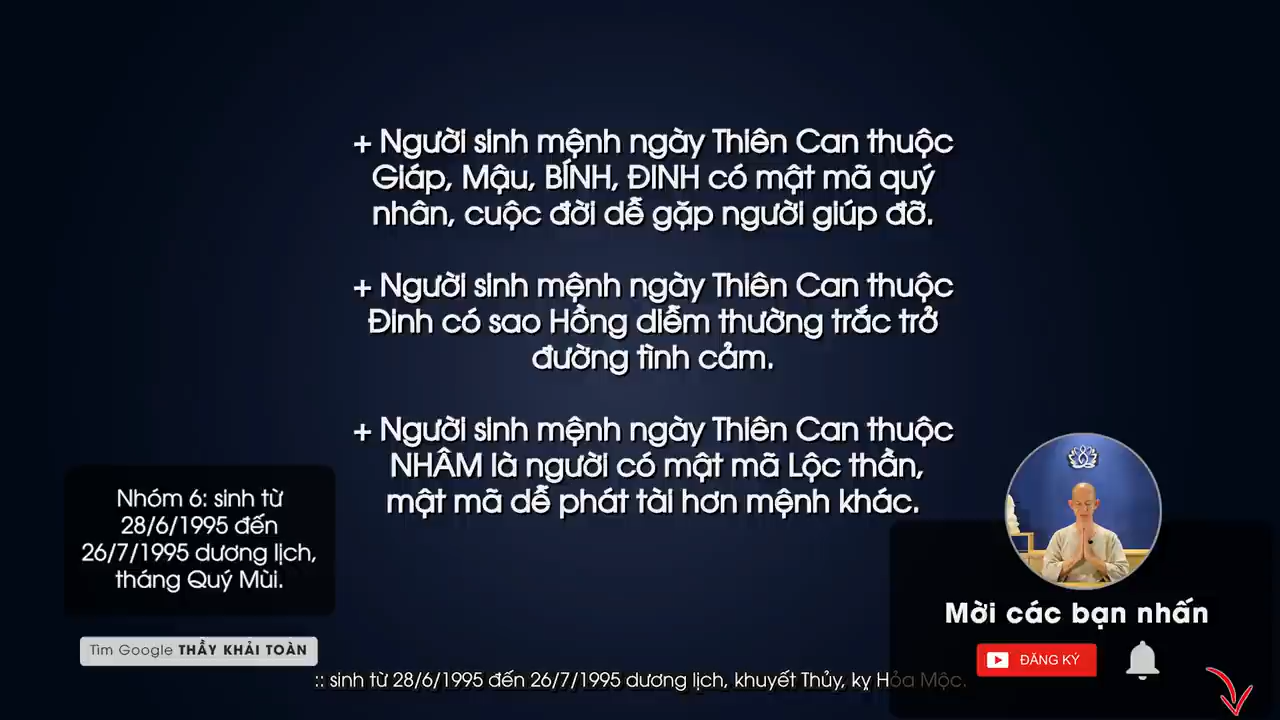 + Người sinh mệnh ngày Thiên Can thuộc
Giáp, Mậu, BÍNH, ĐINH có mật mã quý
nhân, cuộc đời dễ gặp người giúp đỡ.
+ Người sinh mệnh ngày Thiên Can thuộc
Đinh có sao Hồng diễm thường trắc trở
đường tình cảm.
+ Người sinh mệnh ngày Thiên Can thuộc
NHÂM là người có mật mã Lộc thần,
mật mã dễ phát tài hơn mệnh khác.
Nhóm 6: sinh từ
28/6/1995 đến
26/7/1995 dương lịch,
tháng Quý Mùi.
Tìm Google THẦY KHẢI TOÀN
Mời các bạn nhấn
ĐĂNG KÝ
:: sinh từ 28/6/1995 đến 26/7/1995 dương lịch, khuyết Thủy, kỵ Hỏa Mộc.